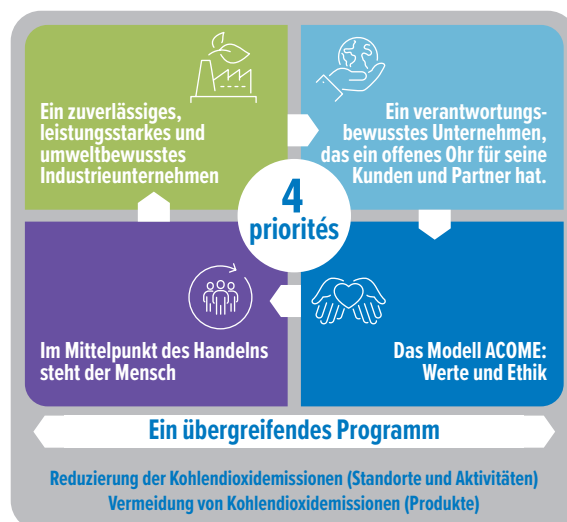 Ein zuverlässiges,
leistungsstarkes und
umweltbewusstes
Industrieunternehmen
Ein verantwortungs-
bewusstes Unternehmen,
das ein offenes Ohr für seine
Kunden und Partner hat.
4
priorités
Im Mittelpunkt des Handelns
steht der Mensch
Das Modell ACOME:
Werte und Ethik
Ein übergreifendes Programm
Reduzierung der Kohlendioxidemissionen (Standorte und Aktivitäten)
Vermeidung von Kohlendioxidemissionen (Produkte)